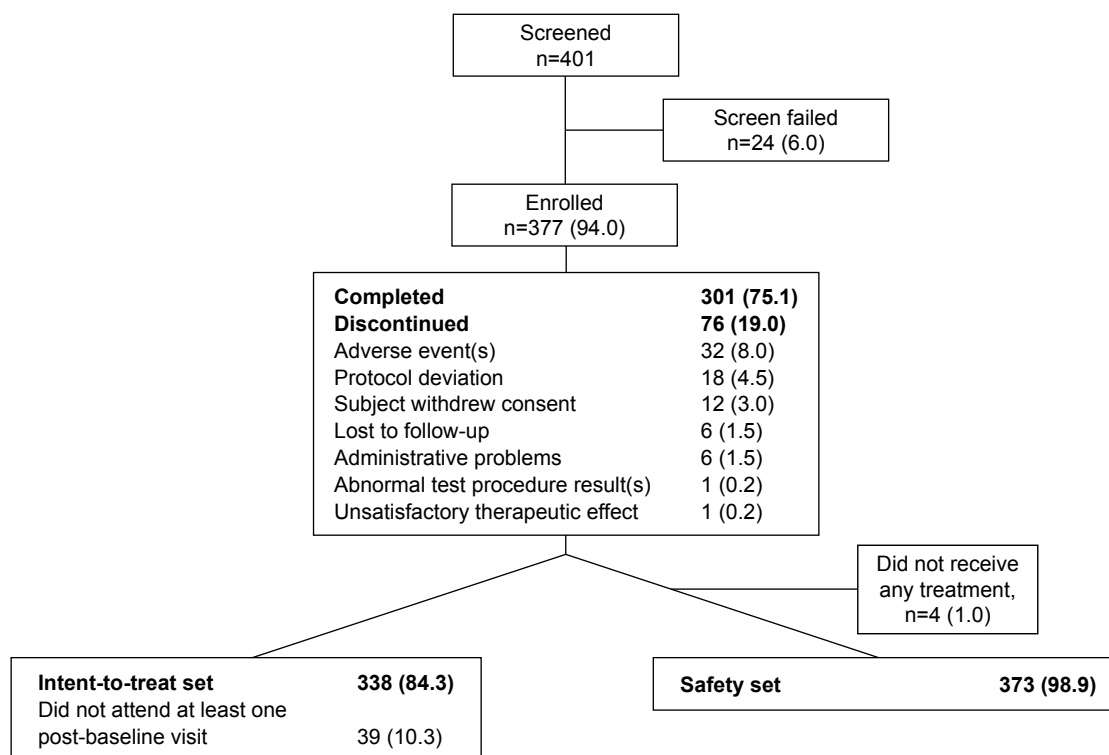 Screened
n=401
Screen failed
n=24 (6.0)
Enrolled
n=377 (94.0)
Completed 301 (75.1)
Discontinued 76 (19.0)
Adverse event(s) 32 (8.0)
Protocol deviation 18 (4.5)
Subject withdrew consent 12 (3.0)
Lost to follow-up 6 (1.5)
Administrative problems 6 (1.5)
Abnormal test procedure result(s) 1 (0.2)
Unsatisfactory therapeutic effect 1 (0.2)
Did not receive
any treatment,
n=4 (1.0)
Intent-to-treat set 338 (84.3)
Did not attend at least one
post-baseline visit 39 (10.3)
Safety set 373 (98.9)